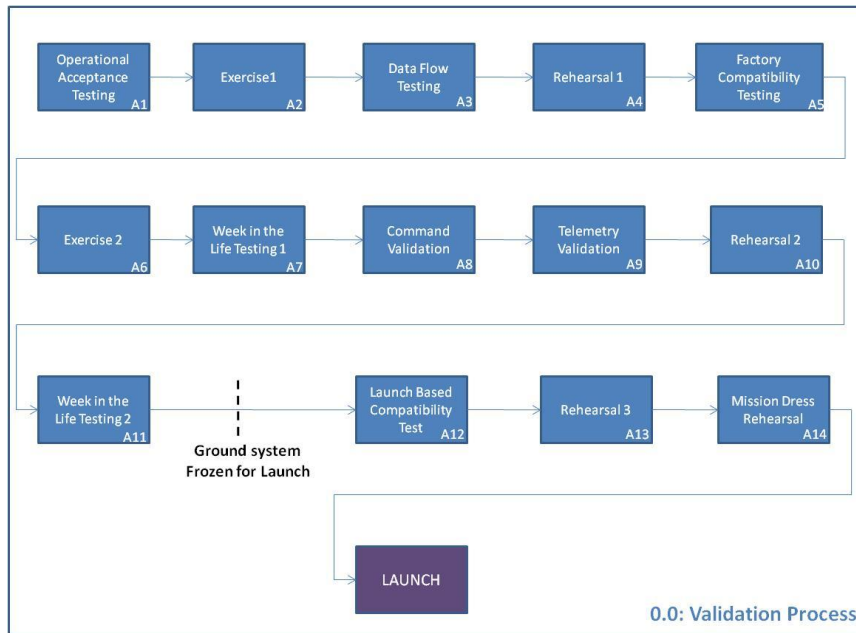 Operational
Acceptance
Testing
A1
Exercise1
A2
Data Flow
Testing
A3
Rehearsal 1
A4
Factory
Compatibility
Testing
A5
Exercise 2
A6
Week in the
Life Testing 1
A7
Command
Validation
A8
Telemetry
Validation
A9
Rehearsal 2
A10
Week in the
Life Testing 2
A11
Ground system
Frozen for Launch
Launch Based
Compatibility
Test
A12
Rehearsal 3
A13
Mission Dress
Rehearsal
A14
LAUNCH
0.0: Validation Process